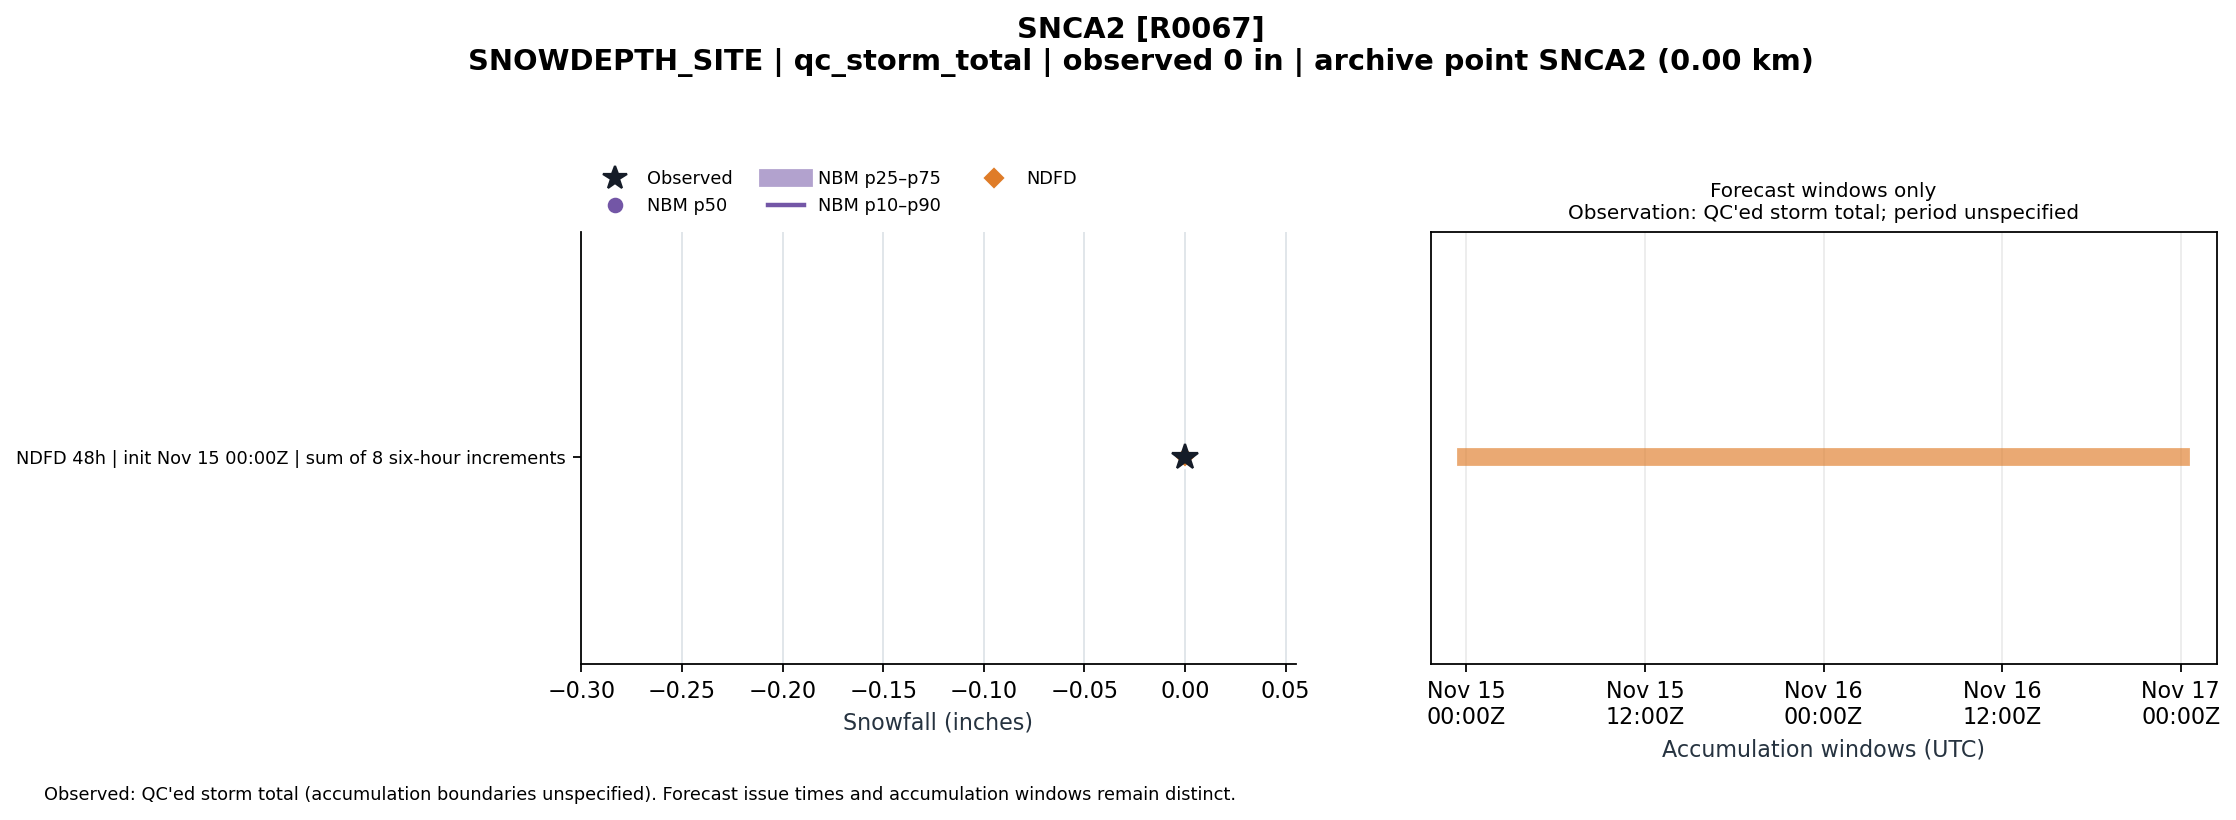 SNCA2 [R0067]
SNOWDEPTH_SITE | qc_storm_total | observed 0 in | archive point SNCA2 (0.00 km)
Observed
NBM p25–p75
NDFD
NBM p50
NBM p10–p90
Forecast windows only
Observation: QC'ed storm total; period unspecified
NDFD 48h | init Nov 15 00:00Z | sum of 8 six-hour increments
−0.30 −0.25 −0.20 −0.15 −0.10 −0.05 0.00 0.05
Snowfall (inches)
Nov 15 Nov 15 Nov 16 Nov 16 Nov 17
00:00Z 12:00Z 00:00Z 12:00Z 00:00Z
Accumulation windows (UTC)
Observed: QC'ed storm total (accumulation boundaries unspecified). Forecast issue times and accumulation windows remain distinct.